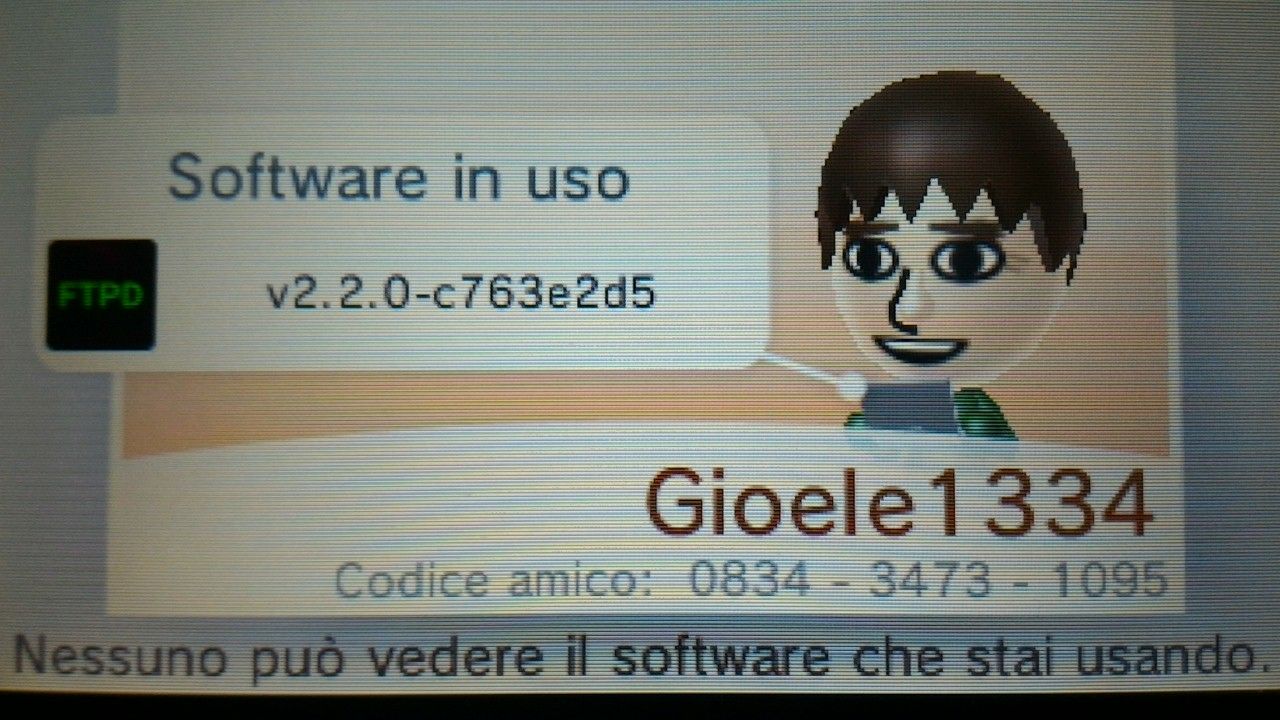 Software in uso
FTPD
v2.2.0-c763e2d5
Gioele1334
Codice amico: 0834 - 3473 - 1095
Nessuno può vedere il software che stai usando.